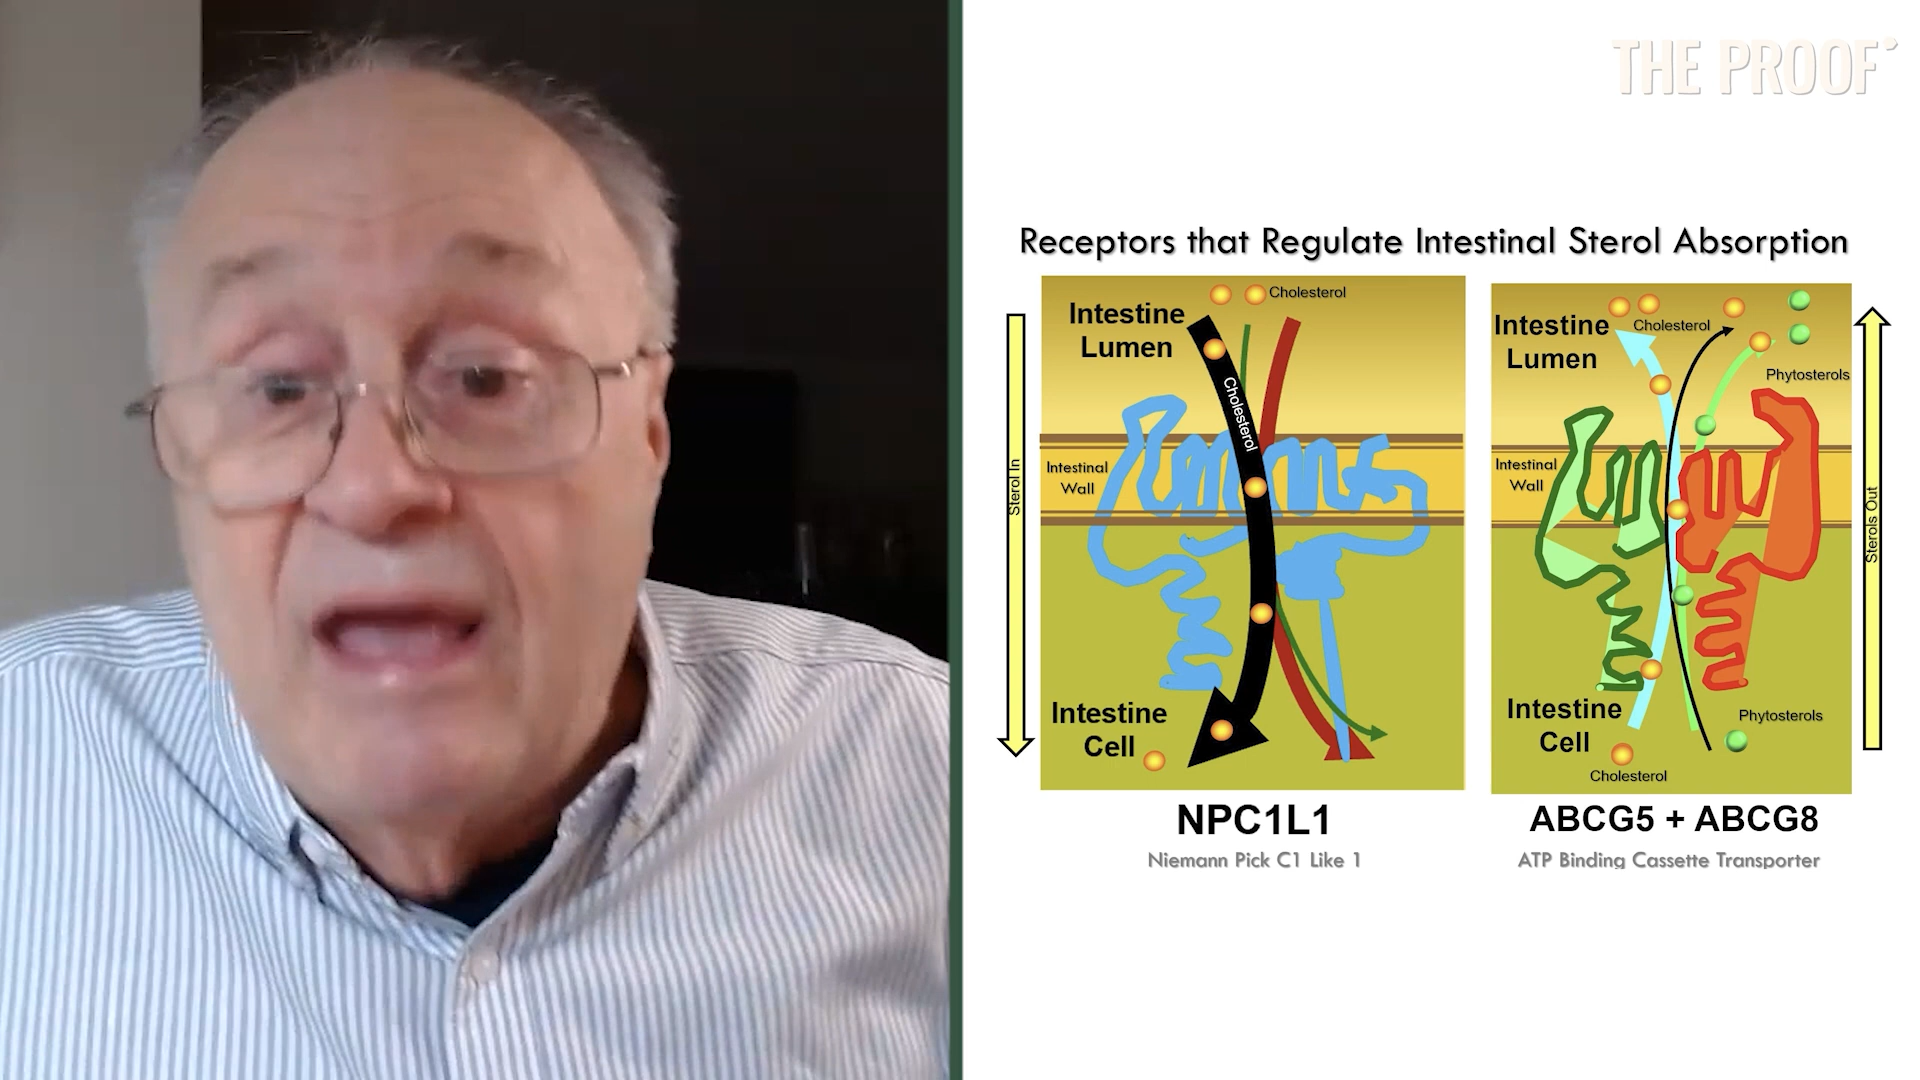 THE PROOF
Receptors that Regulate Intestinal Sterol Absorption
Sterol In
Cholesterol
Intestine
Lumen
Cholesterol
Intestinal
Wall
Intestine
Cell
NPC1L1
Niemann Pick C1 Like 1
Intestine
Lumen
Cholesterol
Phytosterols
Intestinal
Wall
Intestine
Cell
Phytosterols
Cholesterol
Sterols Out
ABCG5 + ABCG8
ATP Binding Cassette Transporter